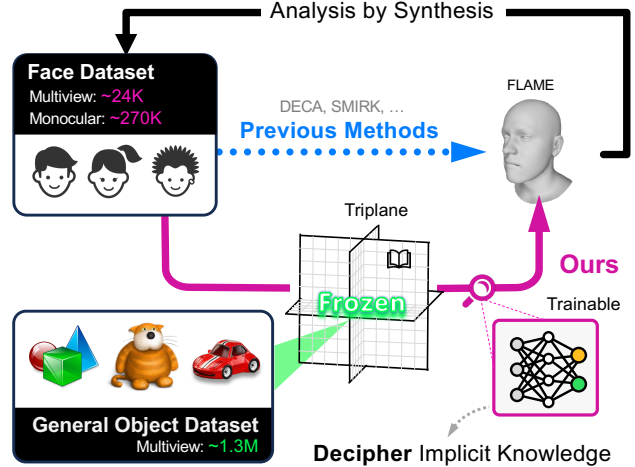 Analysis by Synthesis
Face Dataset
Multiview: ~24K
Monocular: ~270K
DECA, SMIRK, ...
Previous Methods
FLAME
Triplane
Frozen
Ours
Trainable
General Object Dataset
Multiview: ~1.3M
Decipher Implicit Knowledge